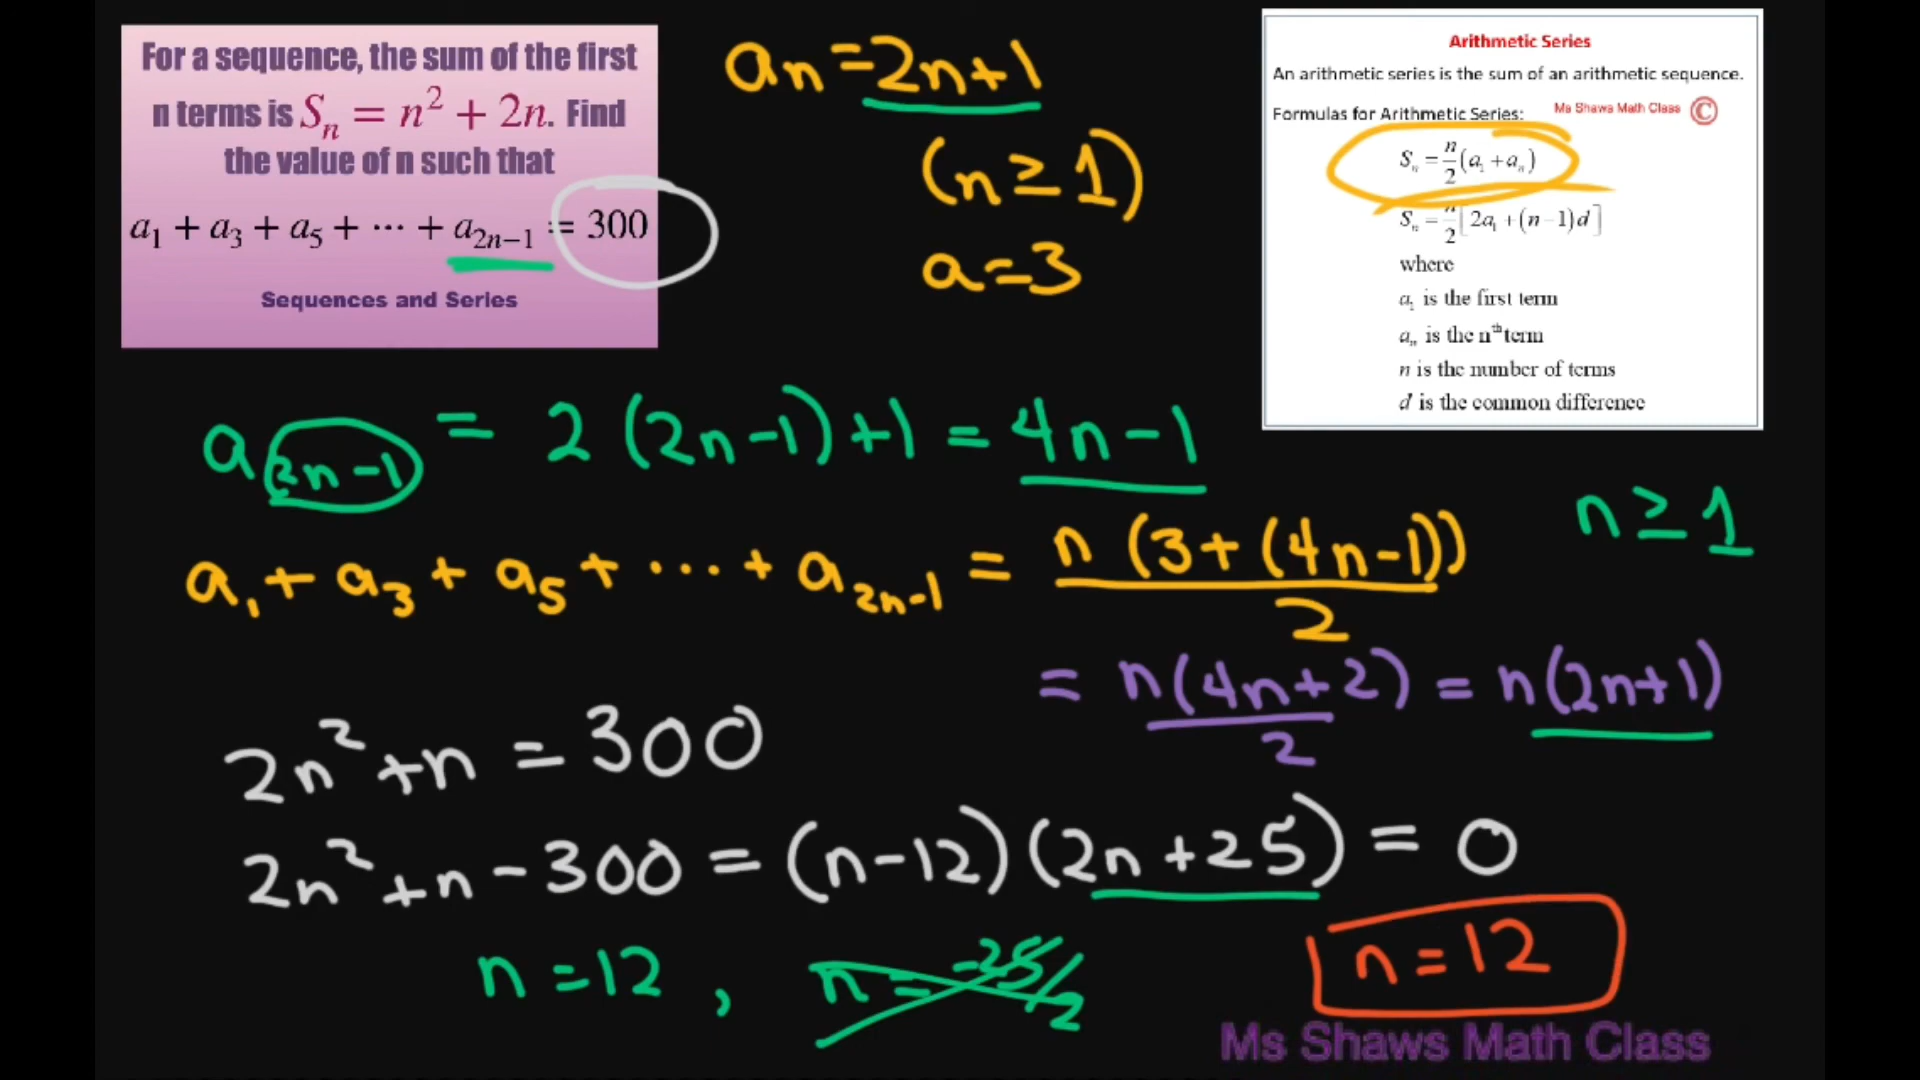 For a sequence, the sum of the first
n terms is Sₙ = n² + 2n. Find
the value of n such that
a₁ + a₃ + a₅ + ⋯ + a₂ₙ₋₁ = 300
Sequences and Series
aₙ = 2n+1
(n ≥ 1)
a = 3
Arithmetic Series
An arithmetic series is the sum of an arithmetic sequence.
Formulas for Arithmetic Series: Ms Shaws Math Class ©
Sₙ = n/2 (a₁ + aₙ)
Sₙ = n/2 [2a₁ + (n − 1)d]
where
a₁ is the first term
aₙ is the nᵗʰ term
n is the number of terms
d is the common difference
a₂ₙ₋₁ = 2(2n−1)+1 = 4n−1
n ≥ 1
a₁ + a₃ + a₅ + ⋯ + a₂ₙ₋₁ = n(3+(4n−1))/2
= n(4n+2)/2 = n(2n+1)
2n² + n = 300
2n² + n − 300 = (n−12)(2n+25) = 0
n = 12, n = −25/2
n = 12
Ms Shaws Math Class